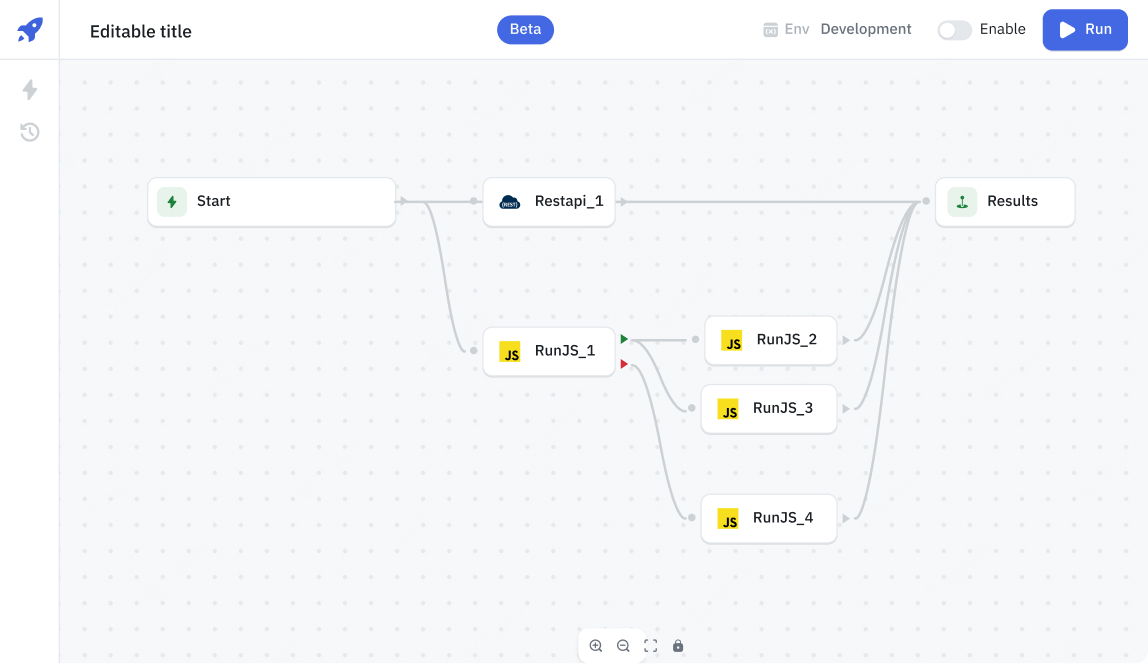 Editable title
Beta
Env Development
Enable
Run
Start
{REST} Restapi_1
Results
JS RunJS_1
JS RunJS_2
JS RunJS_3
JS RunJS_4